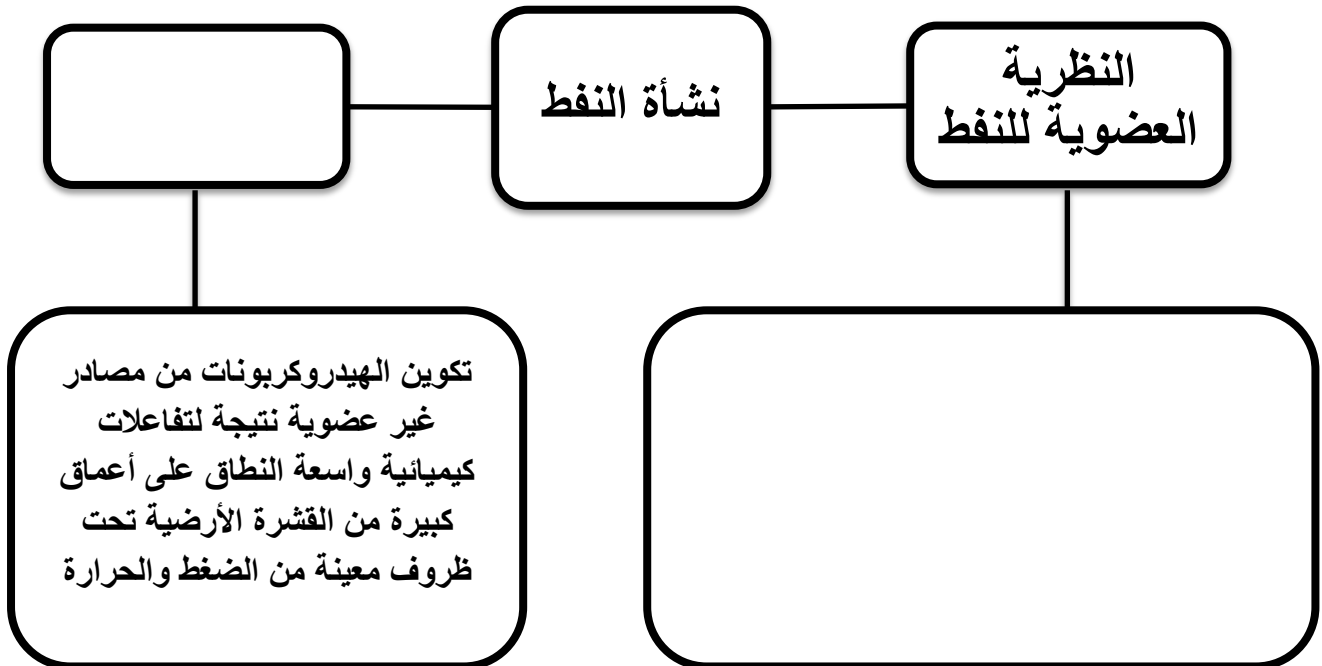 النظرية
العضوية للنفط
نشأة النفط
تكوين الهيدروكربونات من مصادر
غير عضوية نتيجة لتفاعلات
كيميائية واسعة النطاق على أعماق
كبيرة من القشرة الأرضية تحت
ظروف معينة من الضغط والحرارة